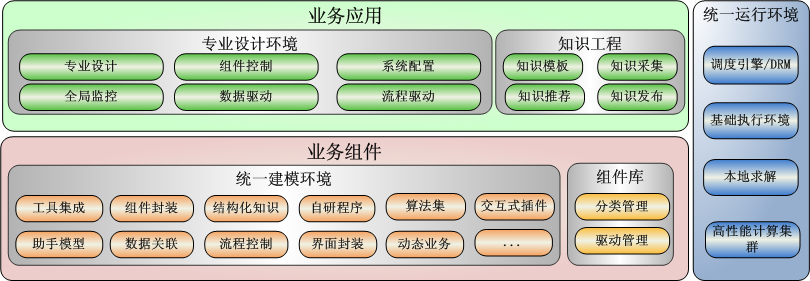 业务应用
专业设计环境
专业设计 组件控制 系统配置
全局监控 数据驱动 流程驱动
知识工程
知识模板 知识采集
知识推荐 知识发布
业务组件
统一建模环境
工具集成 组件封装 结构化知识 自研程序 算法集 交互式插件
助手模型 数据关联 流程控制 界面封装 动态业务 ...
组件库
分类管理
驱动管理
统一运行环境
调度引擎/DRM
基础执行环境
本地求解
高性能计算集
群